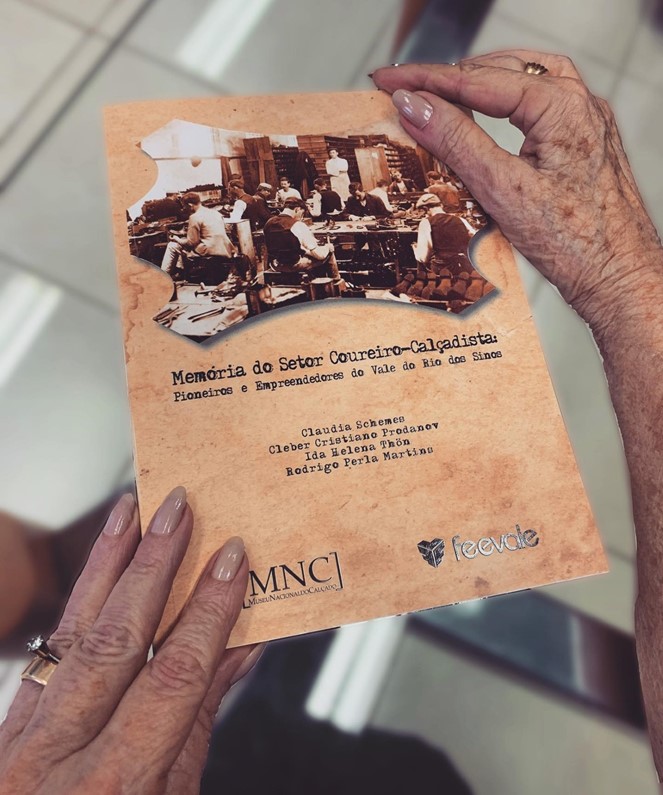 Memória do Setor Coureiro-Calçadista:
Pioneiros e Empreendedores do Vale do Rio dos Sinos
Claudia Schemes
Cleber Cristiano Prodanov
Ida Helena Thön
Rodrigo Perla Martins
[MNC]
MUSEUNACIONALDOCALÇADO
feevale